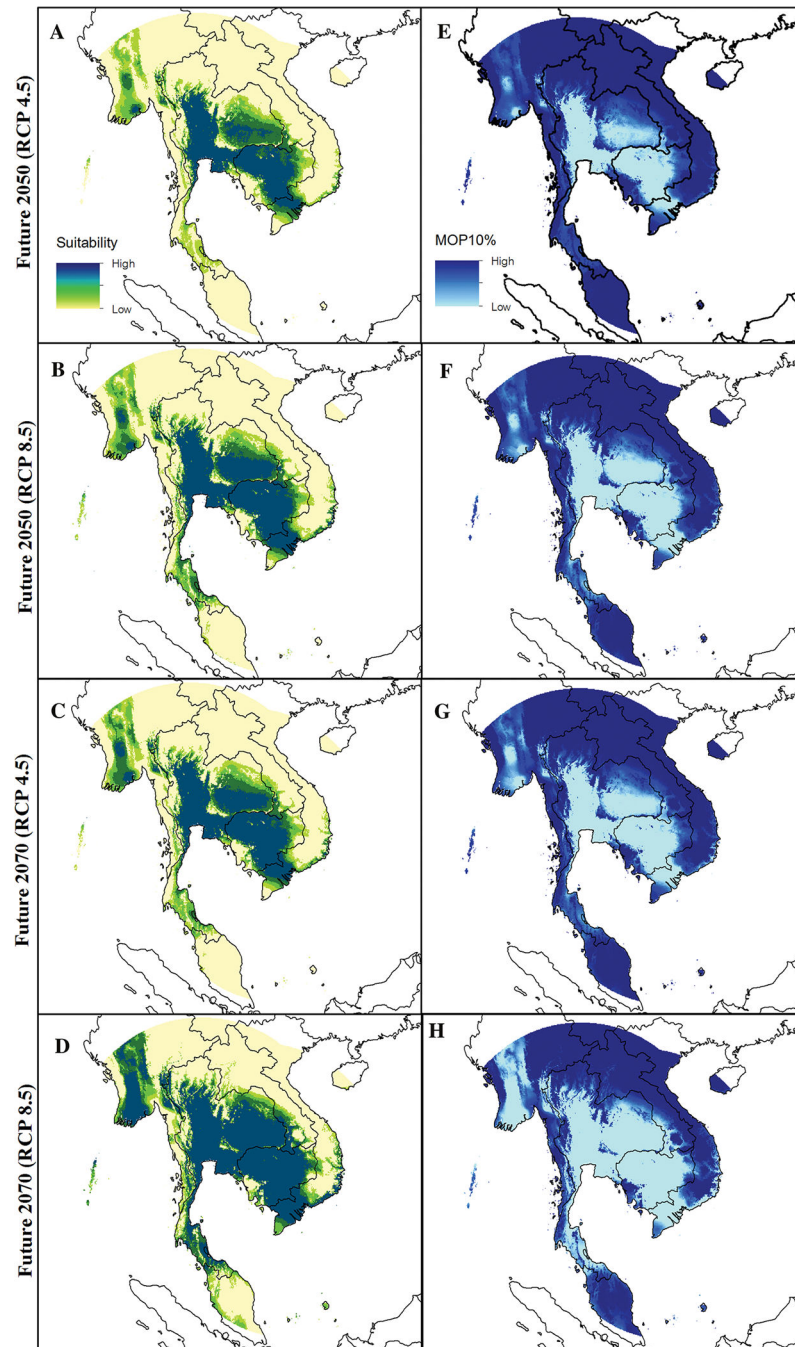 Future 2050 (RCP 4.5)
A
Suitability
High
Low
E
MOP10%
High
Low
Future 2050 (RCP 8.5)
B
F
Future 2070 (RCP 4.5)
C
G
Future 2070 (RCP 8.5)
D
H